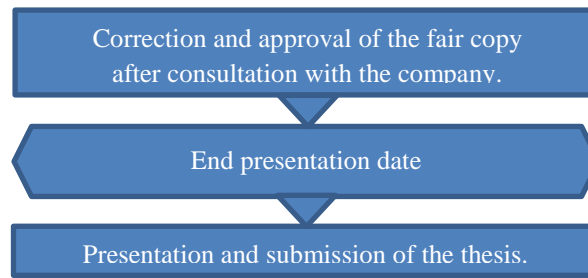 Correction and approval of the fair copy
after consultation with the company.
End presentation date
Presentation and submission of the thesis.